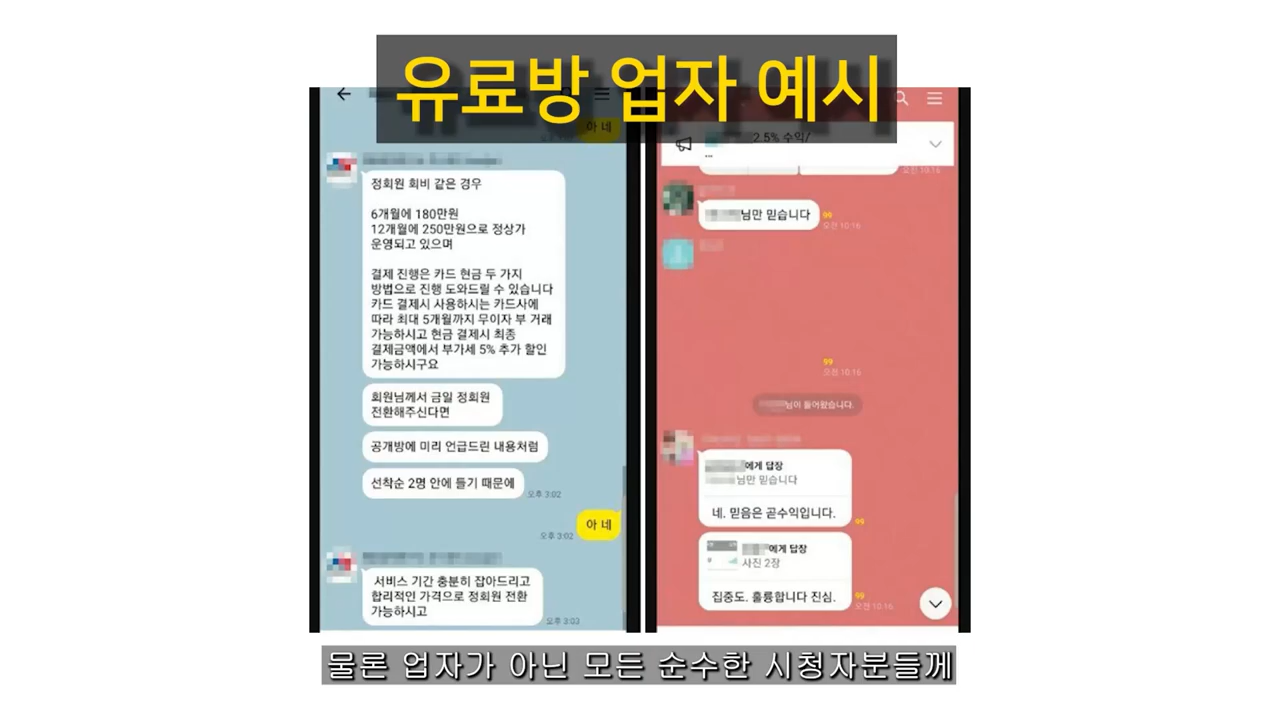 유료방 업자 예시
아 네
정회원 회비 같은 경우
6개월에 180만원
12개월에 250만원으로 정상가
운영되고 있으며
결제 진행은 카드 현금 두 가지
방법으로 진행 도와드릴 수 있습니다
카드 결제시 사용하시는 카드사에
따라 최대 5개월까지 무이자 부 거래
가능하시고 현금 결제시 최종
결제금액에서 부가세 5% 추가 할인
가능하시구요
회원님께서 금일 정회원
전환해주신다면
공개방에 미리 언급드린 내용처럼
선착순 2명 안에 들기 때문에
오후 3:02
아 네
오후 3:02
서비스 기간 충분히 잡아드리고
합리적인 가격으로 정회원 전환
가능하시고
오후 3:03
2.5% 수익/
...
오전 10:16
님만 믿습니다
99
오전 10:16
99
오전 10:16
님이 들어왔습니다.
에게 답장
님만 믿습니다
네. 믿음은 곧수익입니다.
99
에게 답장
사진 2장
집중도. 훌륭합니다 진심.
99
오전 10:16
물론 업자가 아닌 모든 순수한 시청자분들께